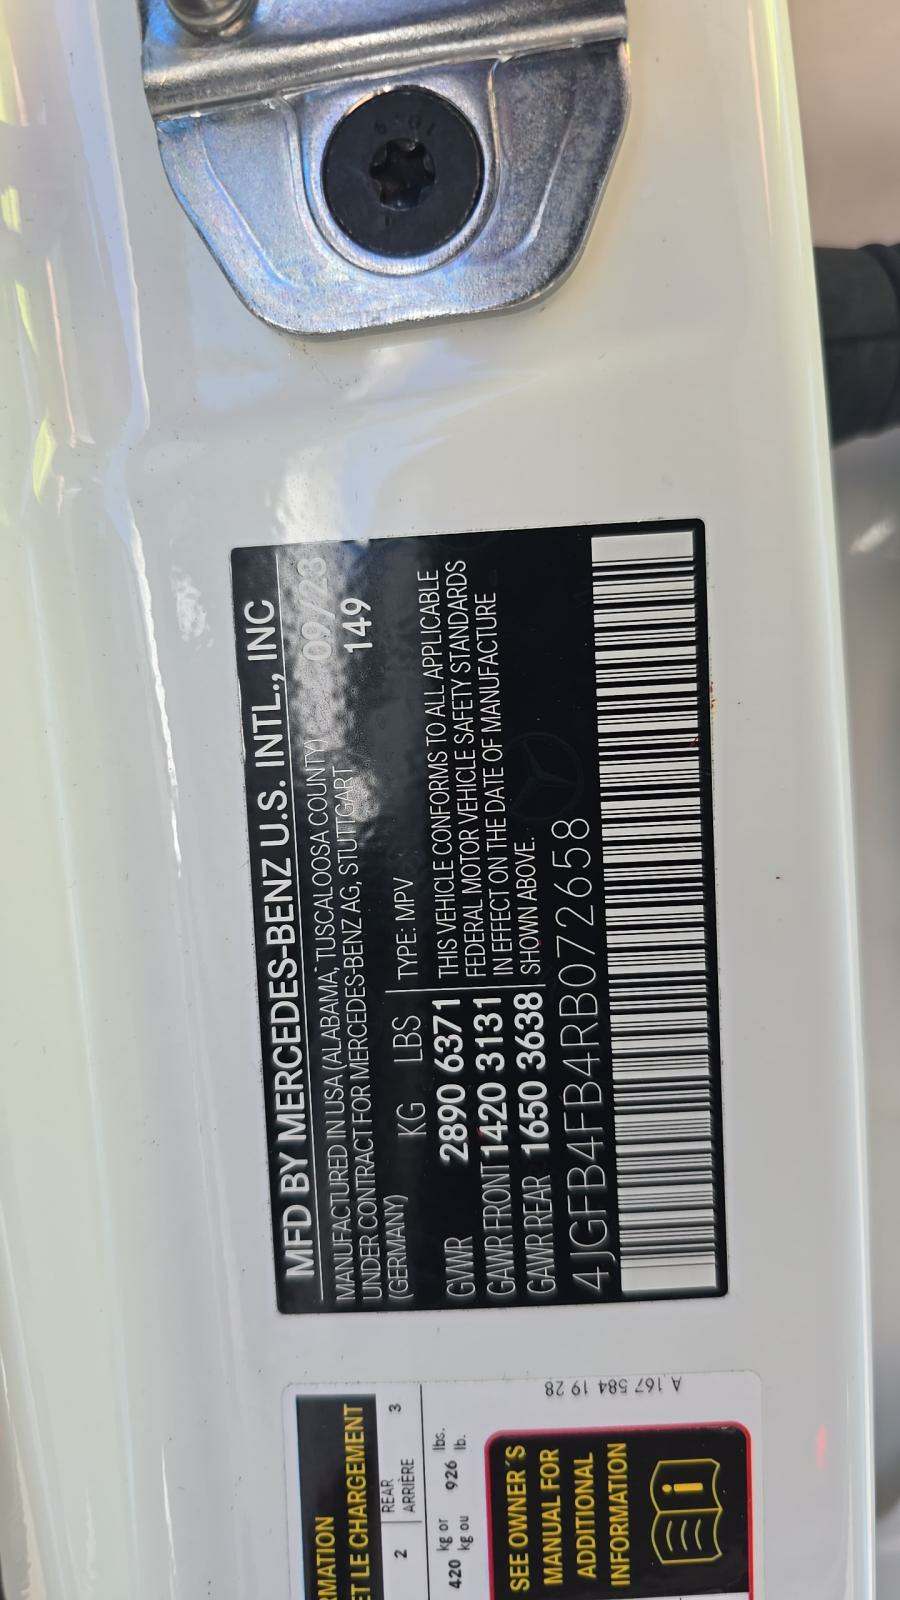 MFD BY MERCEDES-BENZ U.S. INTL., INC
MANUFACTURED IN USA (ALABAMA, TUSCALOOSA COUNTY) 09/23
UNDER CONTRACT FOR MERCEDES-BENZ AG, STUTTGART 149
(GERMANY) KG LBS TYPE: MPV
GVWR 2890 6371 THIS VEHICLE CONFORMS TO ALL APPLICABLE
GAWR FRONT 1420 3131 FEDERAL MOTOR VEHICLE SAFETY STANDARDS
IN EFFECT ON THE DATE OF MANUFACTURE
GAWR REAR 1650 3638 SHOWN ABOVE.
4JGFB4FB4RB072658
RMATION
ET LE CHARGEMENT
2 REAR 3
ARRIÈRE
420 kg or 926 lbs.
kg ou lb.
SEE OWNER'S
MANUAL FOR
ADDITIONAL
INFORMATION
A 167 584 19 28